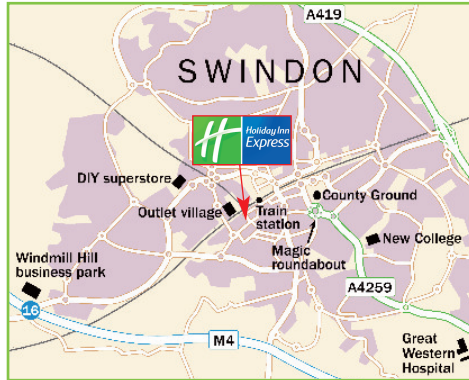 A419
SWINDON
Holiday Inn
Express
DIY superstore
Outlet village
Train
station
County Ground
Magic
roundabout
New College
Windmill Hill
business park
16
A4259
M4
Great
Western
Hospital